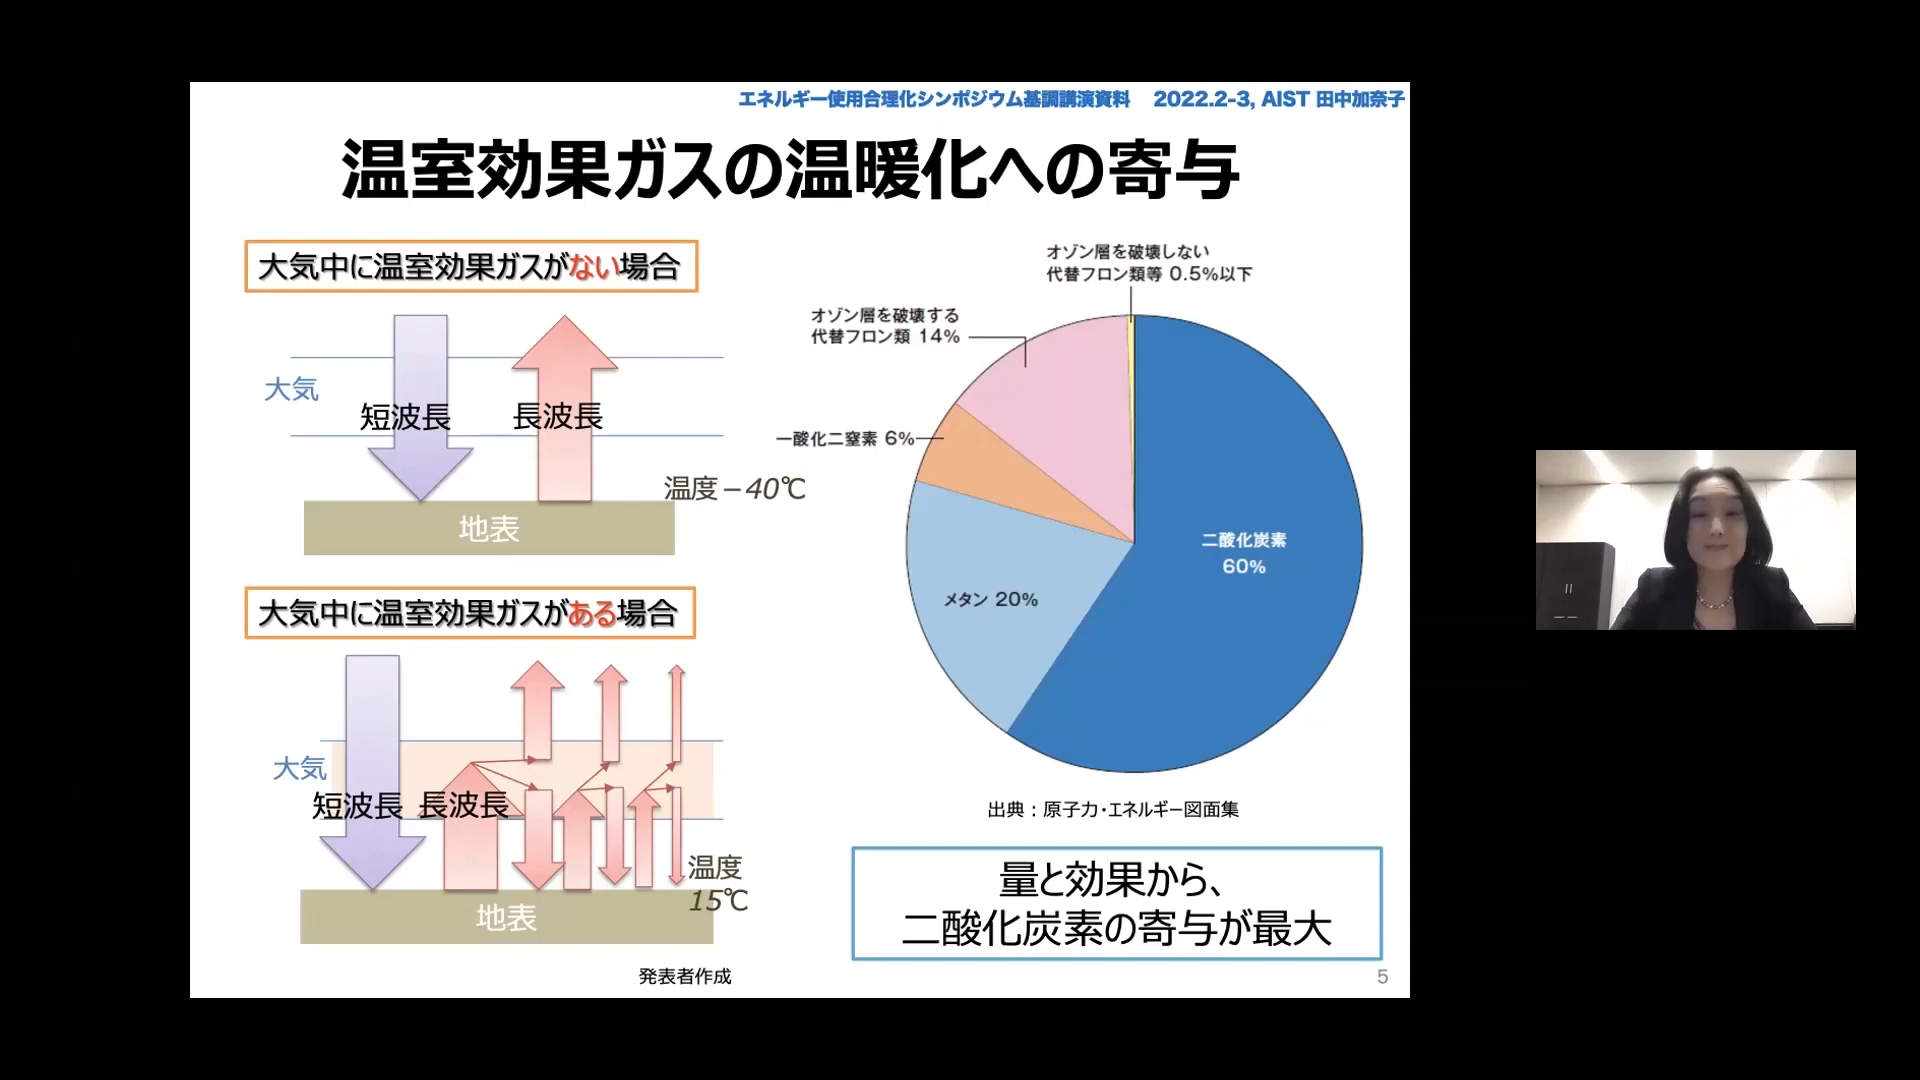 エネルギー使用合理化シンポジウム基調講演資料 2022.2-3, AIST 田中加奈子
温室効果ガスの温暖化への寄与
大気中に温室効果ガスがない場合
大気
短波長
長波長
温度－40℃
地表
大気中に温室効果ガスがある場合
大気
短波長
長波長
温度
15℃
地表
発表者作成
オゾン層を破壊しない
代替フロン類等 0.5%以下
オゾン層を破壊する
代替フロン類 14%
一酸化二窒素 6%
二酸化炭素
60%
メタン 20%
出典：原子力・エネルギー図面集
量と効果から、
二酸化炭素の寄与が最大
5